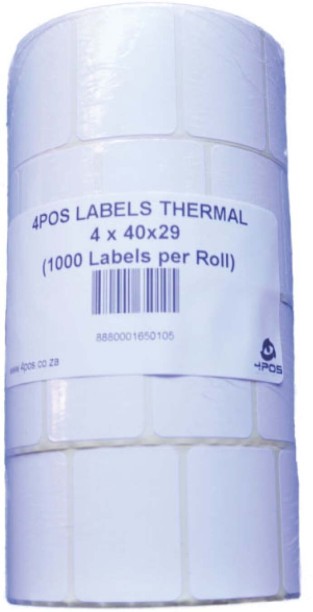 4POS LABELS THERMAL
4 x 40x29
(1000 Labels per Roll)
8880001650105
www.4pos.co.za
4POS